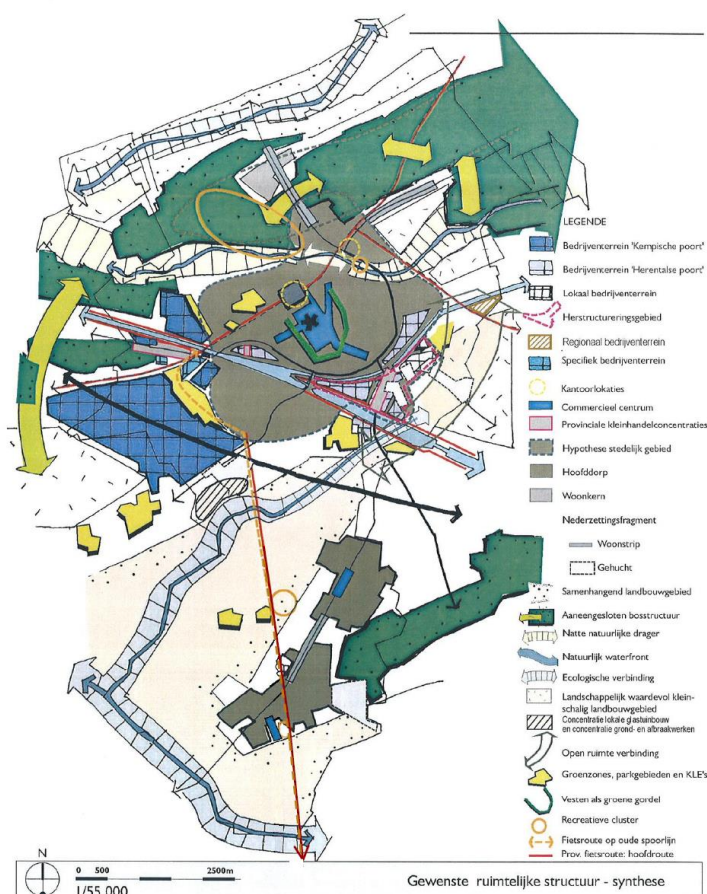 LEGENDE
Bedrijventerrein 'Kempische poort'
Bedrijventerrein 'Herentalse poort'
Lokaal bedrijventerrein
Herstructureringsgebied
Regionaal bedrijventerrein
Specifiek bedrijventerrein
Kantoorlokaties
Commercieel centrum
Provinciale kleinhandelconcentraties
Hypothese stedelijk gebied
Hoofddorp
Woonkern
Nederzettingsfragment
Woonstrip
Gehucht
Samenhangend landbouwgebied
Aaneengesloten bosstructuur
Natte natuurlijke drager
Natuurlijk waterfront
Ecologische verbinding
Landschappelijk waardevol klein-
schalig landbouwgebied
Concentratie lokale glastuinbouw
en concentratie grond- en afbraakwerken
Open ruimte verbinding
Groenzones, parkgebieden en KLE's
Vesten als groene gordel
Recreatieve cluster
Fietsroute op oude spoorlijn
Prov. fietsroute: hoofdroute
N
0 500 2500m
1/55 000
Gewenste ruimtelijke structuur - synthese